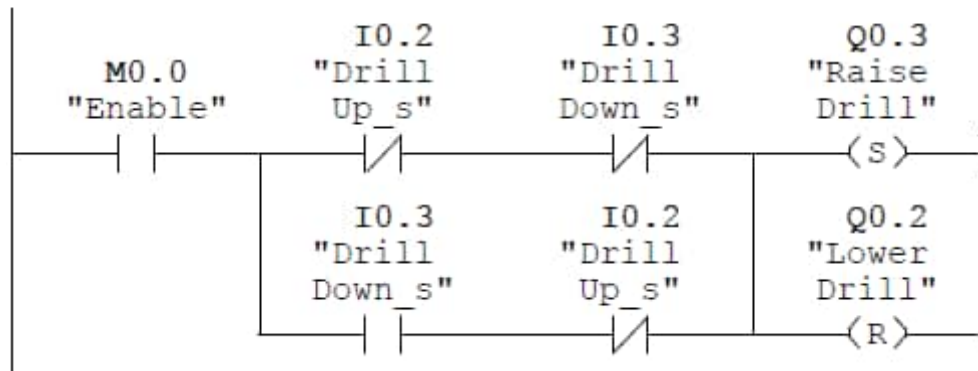 M0.0
"Enable"
I0.2
"Drill
Up_s"
I0.3
"Drill
Down_s"
Q0.3
"Raise
Drill"
(S)
I0.3
"Drill
Down_s"
I0.2
"Drill
Up_s"
Q0.2
"Lower
Drill"
(R)